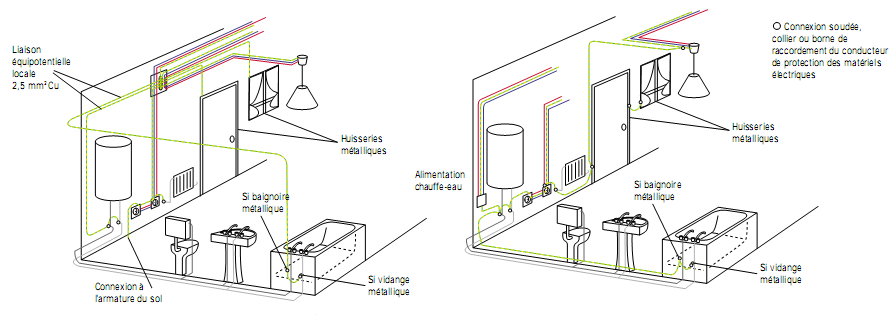 Liaison
équipotentielle
locale
2,5 mm² Cu
Huisseries
métalliques
Si baignoire
métallique
Si vidange
métallique
Connexion à
l'armature du sol
Connexion soudée,
collier ou borne de
raccordement du conducteur
de protection des matériels
électriques
Huisseries
métalliques
Alimentation
chauffe-eau
Si baignoire
métallique
Si vidange
métallique